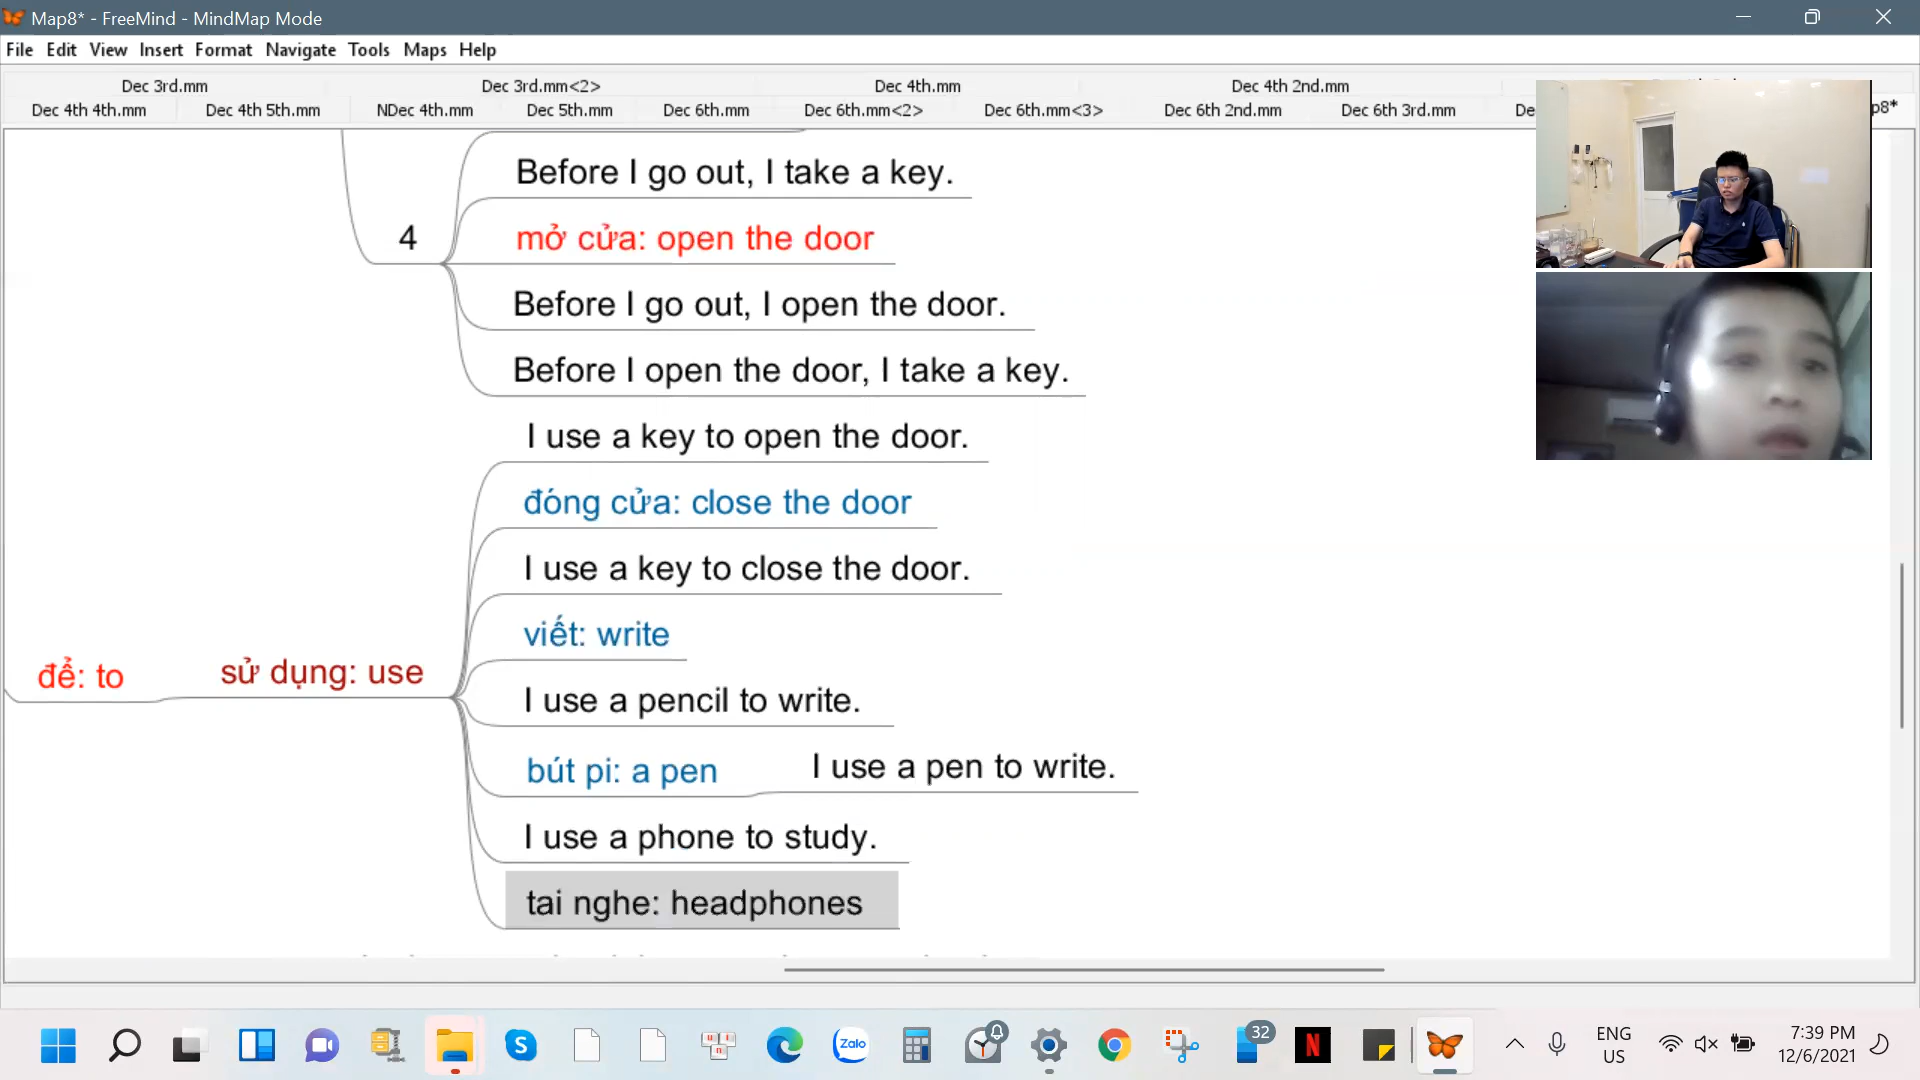 Map8* - FreeMind - MindMap Mode
File Edit View Insert Format Navigate Tools Maps Help
Dec 3rd.mm Dec 3rd.mm<2> Dec 4th.mm Dec 4th 2nd.mm
Dec 4th 4th.mm Dec 4th 5th.mm NDec 4th.mm Dec 5th.mm Dec 6th.mm Dec 6th.mm<2> Dec 6th.mm<3> Dec 6th 2nd.mm Dec 6th 3rd.mm De p8*
Before I go out, I take a key.
4
mở cửa: open the door
Before I go out, I open the door.
Before I open the door, I take a key.
I use a key to open the door.
đóng cửa: close the door
I use a key to close the door.
viết: write
để: to
sử dụng: use
I use a pencil to write.
bút pi: a pen
I use a pen to write.
I use a phone to study.
tai nghe: headphones
Zalo
32
ENG
US
7:39 PM
12/6/2021